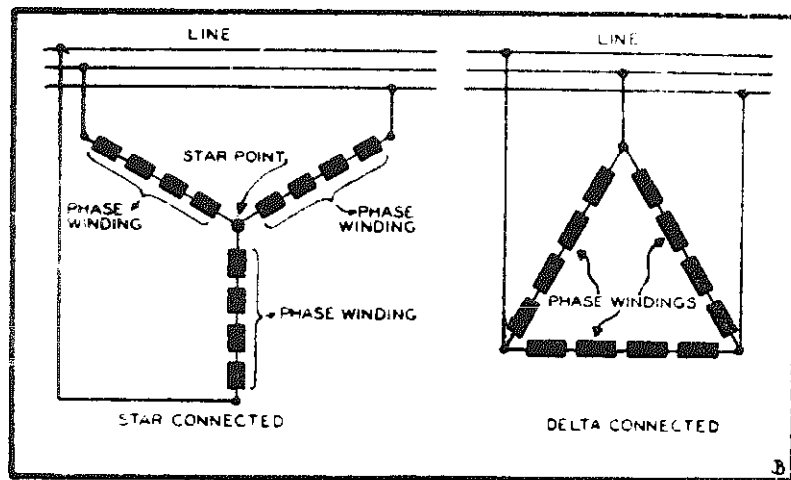 LINE
STAR POINT
PHASE
WINDING
PHASE
WINDING
PHASE WINDING
STAR CONNECTED
LINE
PHASE WINDINGS
DELTA CONNECTED
B